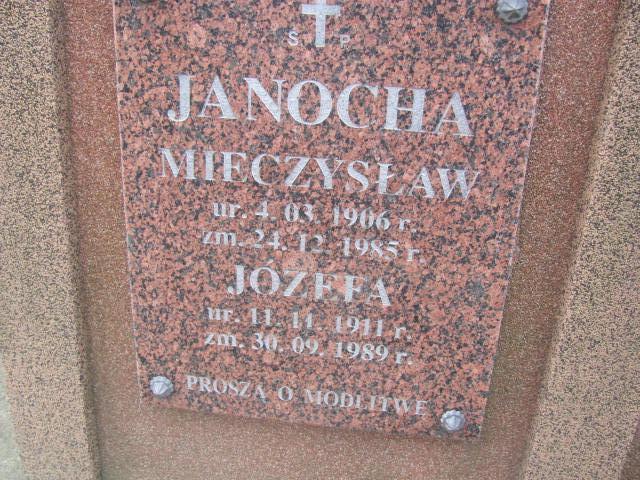 Ś P
JANOCHA
MIECZYSŁAW
ur. 4. 03. 1906 r.
zm. 24. 12. 1985 r.
JÓZEFA
ur. 11. 11. 1911 r.
zm. 30. 09. 1989 r.
PROSZĄ O MODLITWĘ